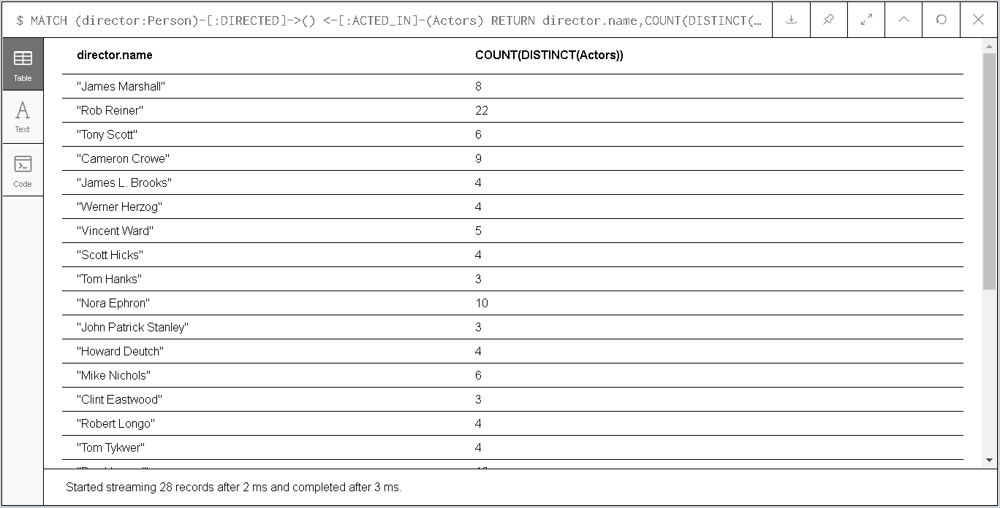 $ MATCH (director:Person)-[:DIRECTED]->() <-[:ACTED_IN]-(Actors) RETURN director.name,COUNT(DISTINCT(…
Table
Text
Code
director.name COUNT(DISTINCT(Actors))
"James Marshall" 8
"Rob Reiner" 22
"Tony Scott" 6
"Cameron Crowe" 9
"James L. Brooks" 4
"Werner Herzog" 4
"Vincent Ward" 5
"Scott Hicks" 4
"Tom Hanks" 3
"Nora Ephron" 10
"John Patrick Stanley" 3
"Howard Deutch" 4
"Mike Nichols" 6
"Clint Eastwood" 3
"Robert Longo" 4
"Tom Tykwer" 4
Started streaming 28 records after 2 ms and completed after 3 ms.